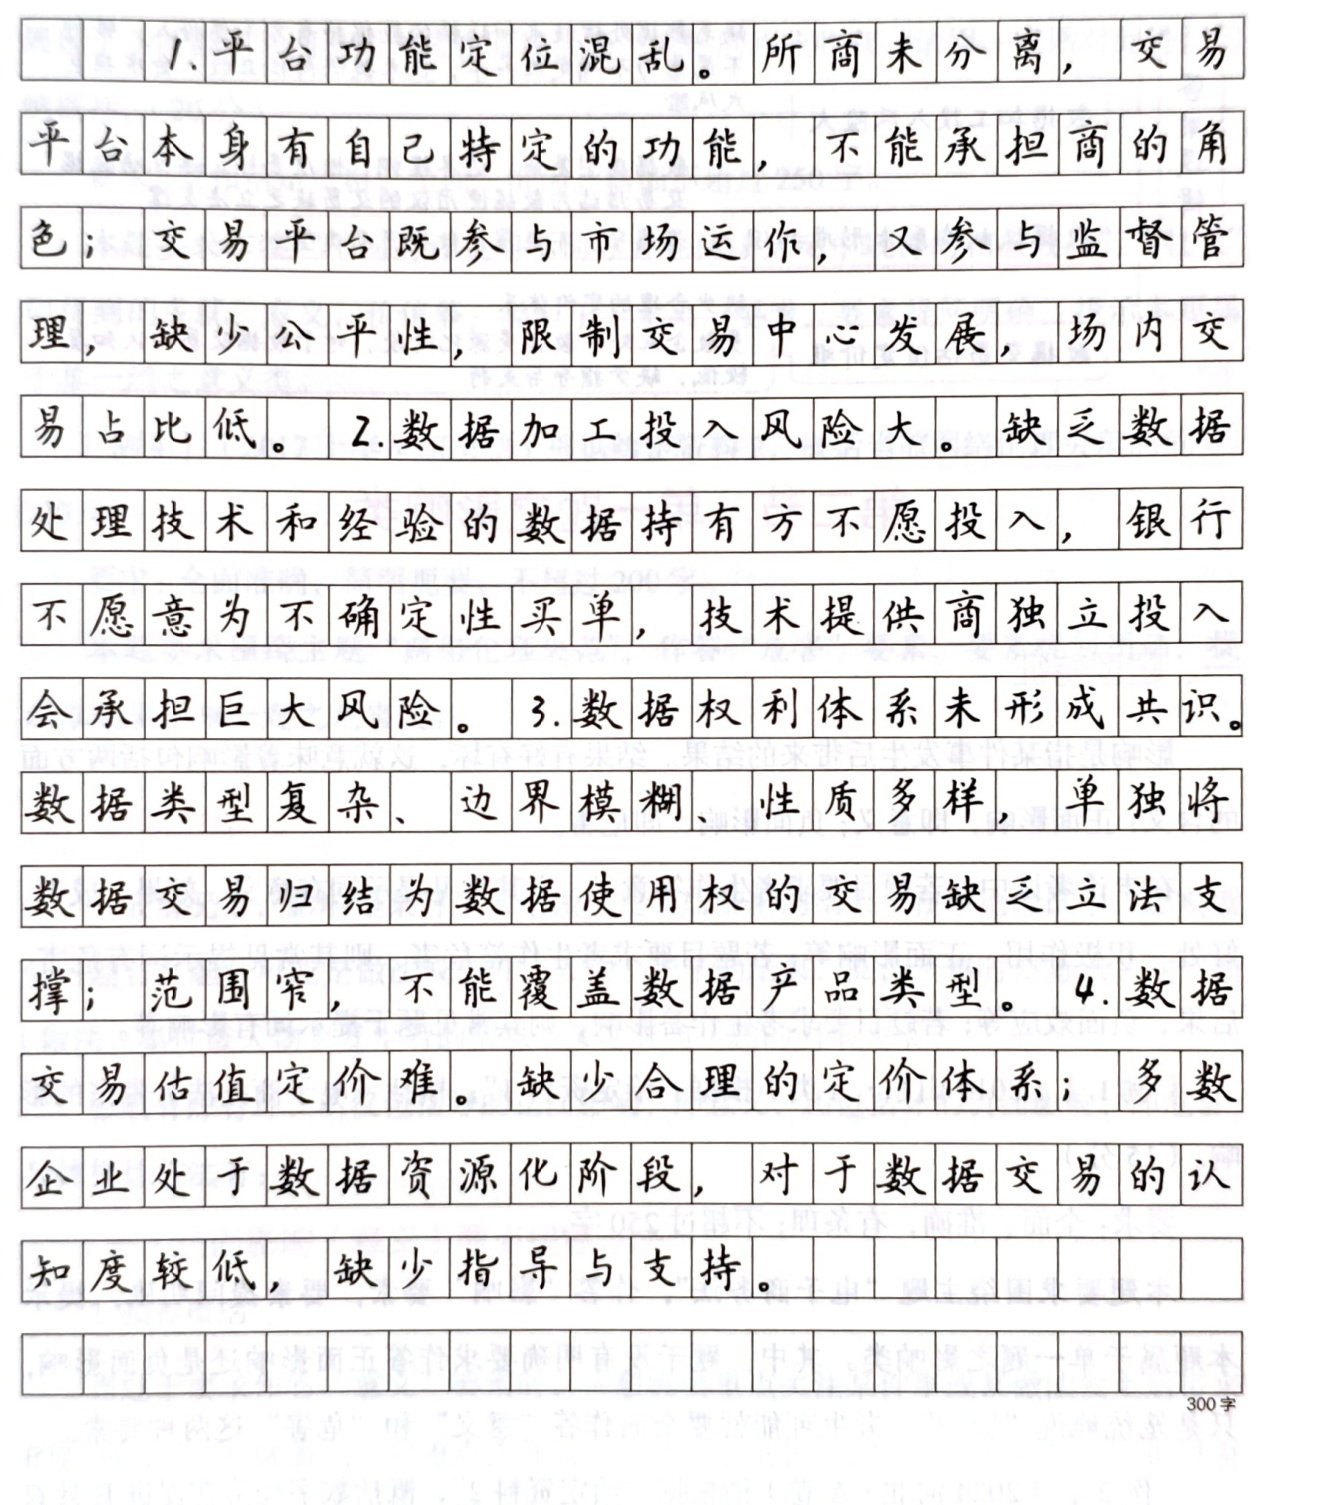 1.平台功能定位混乱。所商未分离，交易
平台本身有自己特定的功能，不能承担商的角
色；交易平台既参与市场运作，又参与监督管
理，缺少公平性，限制交易中心发展，场内交
易占比低。2.数据加工投入风险大。缺乏数据
处理技术和经验的数据持有方不愿投入，银行
不愿意为不确定性买单，技术提供商独立投入
会承担巨大风险。3.数据权利体系未形成共识。
数据类型复杂、边界模糊、性质多样，单独将
数据交易归结为数据使用权的交易缺乏立法支
撑；范围窄，不能覆盖数据产品类型。4.数据
交易估值定价难。缺少合理的定价体系，多数
企业处于数据资源化阶段，对于数据交易的认
知度较低，缺少指导与支持。
300字